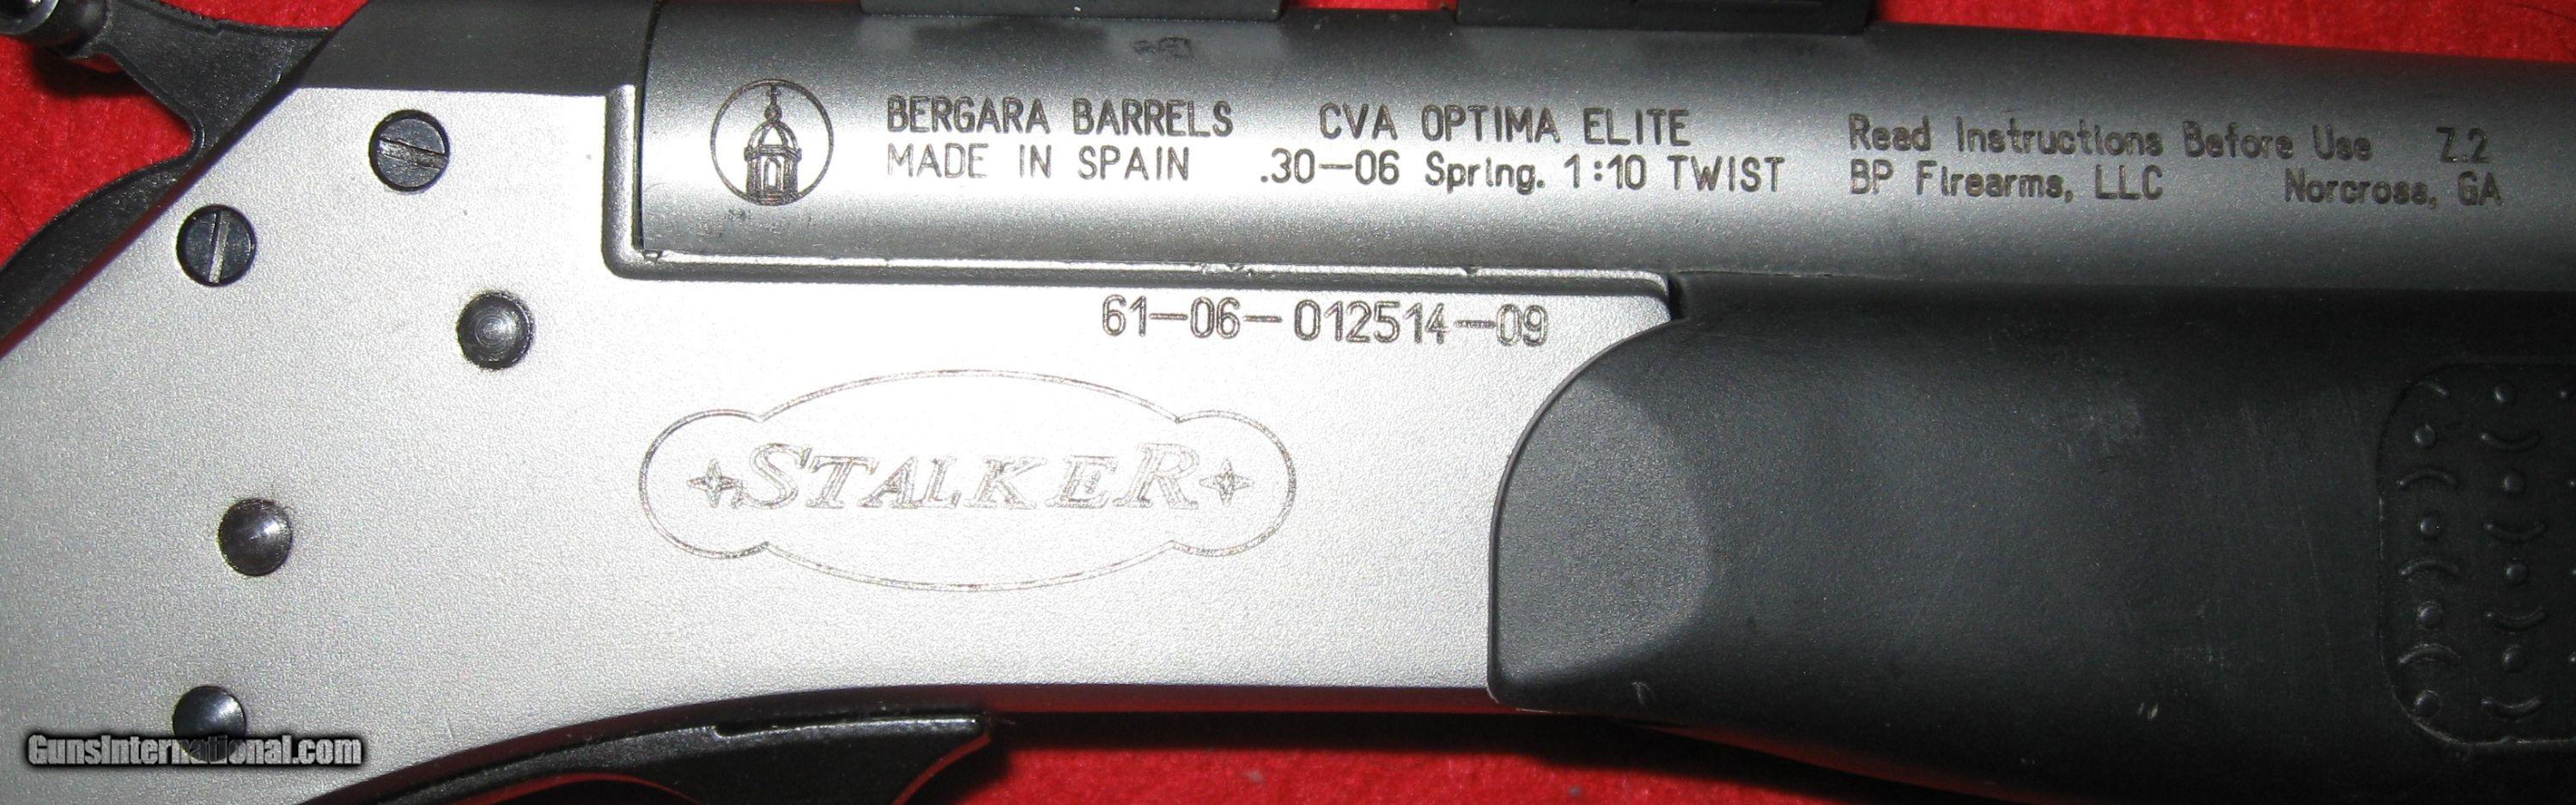 BERGARA BARRELS CVA OPTIMA ELITE Read Instructions Before Use Z.2
MADE IN SPAIN .30-06 Spring. 1:10 TWIST BP Firearms, LLC Norcross, GA
61-06-012514-09
STALKER
GunsInternational.com